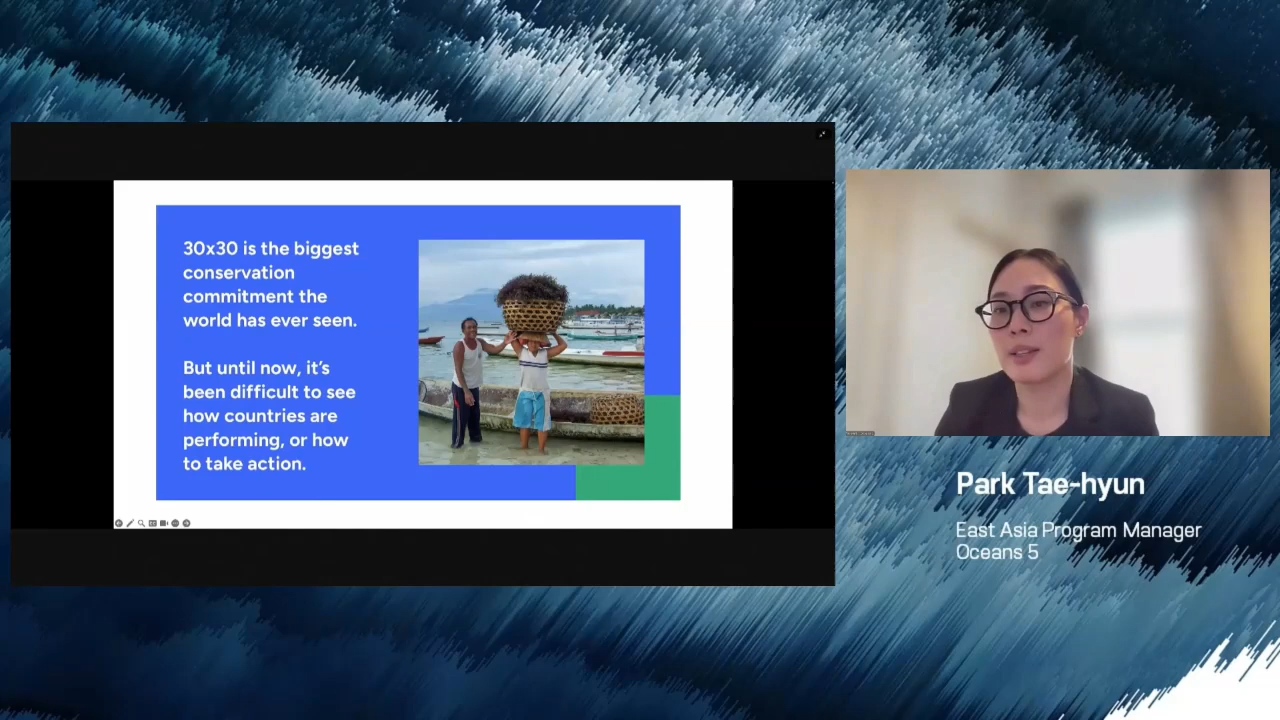 30x30 is the biggest
conservation
commitment the
world has ever seen.
But until now, it's
been difficult to see
how countries are
performing, or how
to take action.
Park Tae-hyun
East Asia Program Manager
Oceans 5